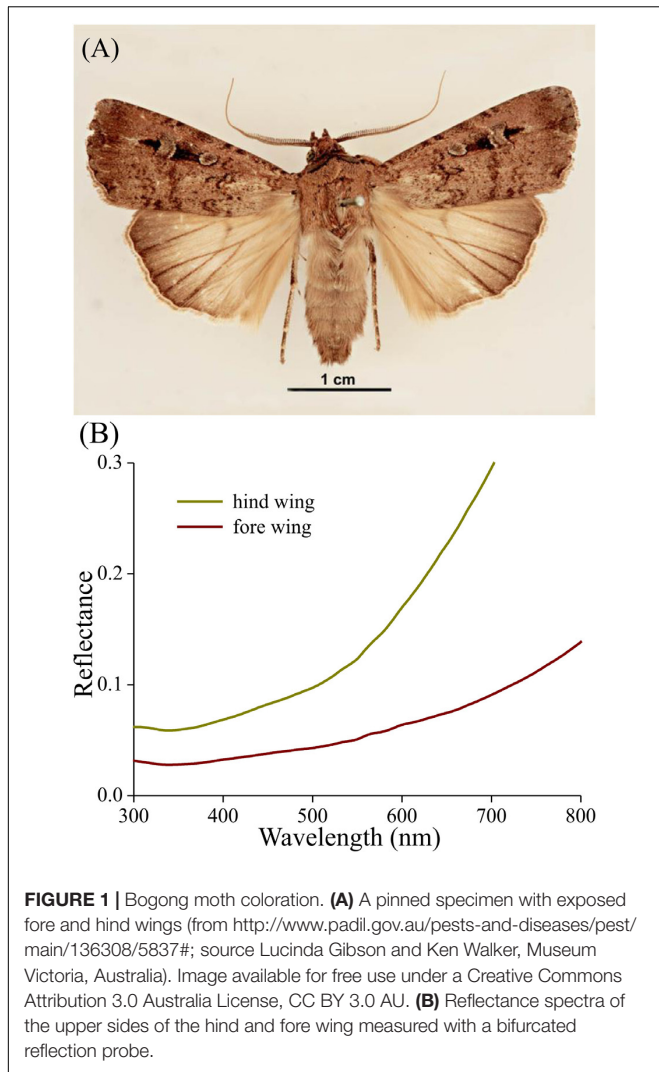 (A)
1 cm
(B)
0.3
hind wing
fore wing
0.2
Reflectance
0.1
0.0
300 400 500 600 700 800
Wavelength (nm)
FIGURE 1 | Bogong moth coloration. (A) A pinned specimen with exposed
fore and hind wings (from http://www.padil.gov.au/pests-and-diseases/pest/
main/136308/5837#; source Lucinda Gibson and Ken Walker, Museum
Victoria, Australia). Image available for free use under a Creative Commons
Attribution 3.0 Australia License, CC BY 3.0 AU. (B) Reflectance spectra of
the upper sides of the hind and fore wing measured with a bifurcated
reflection probe.